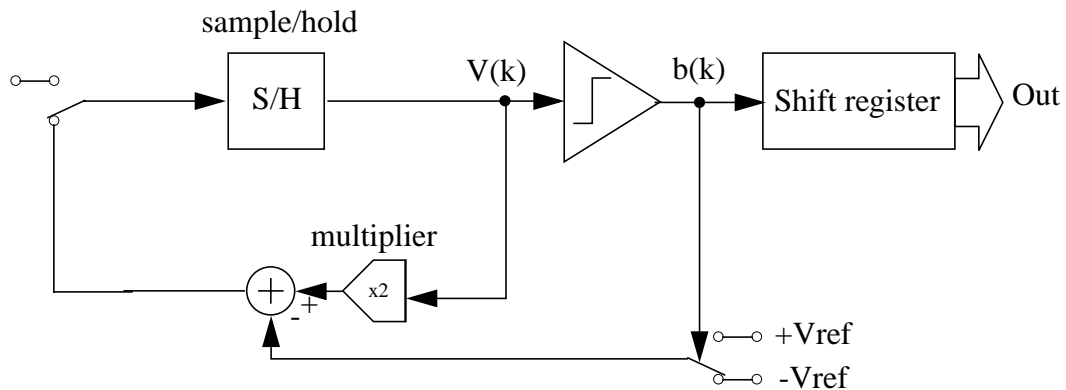 sample/hold
S/H
V(k)
b(k)
Shift register
Out
multiplier
x2
+
- +
+Vref
-Vref